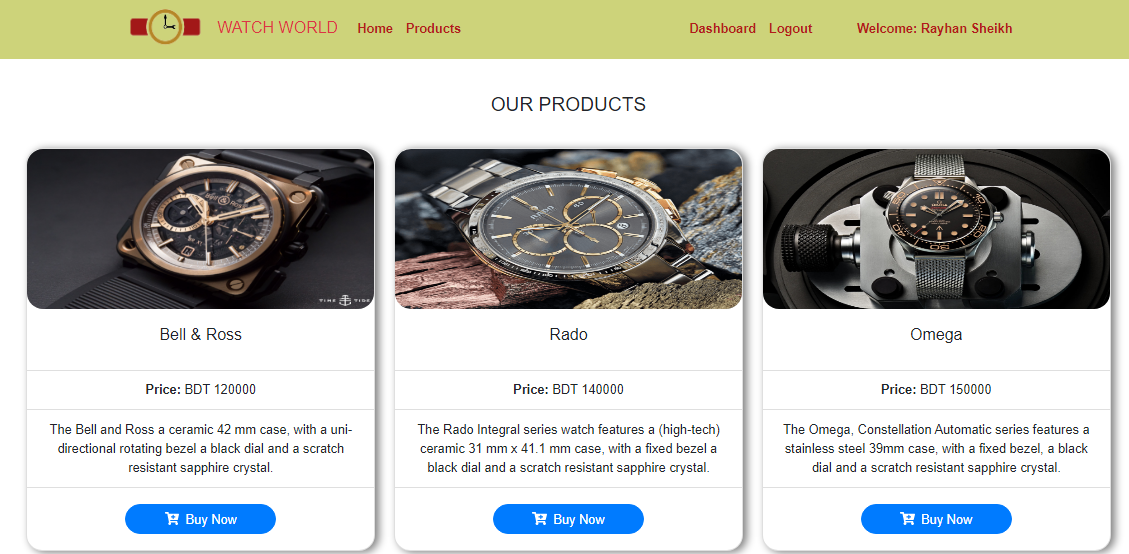 WATCH WORLD Home Products Dashboard Logout Welcome: Rayhan Sheikh
OUR PRODUCTS
TIME TIDE
RADO
Bell & Ross
Rado
Omega
Price: BDT 120000
Price: BDT 140000
Price: BDT 150000
The Bell and Ross a ceramic 42 mm case, with a uni-
directional rotating bezel a black dial and a scratch
resistant sapphire crystal.
The Rado Integral series watch features a (high-tech)
ceramic 31 mm x 41.1 mm case, with a fixed bezel a
black dial and a scratch resistant sapphire crystal.
The Omega, Constellation Automatic series features a
stainless steel 39mm case, with a fixed bezel, a black
dial and a scratch resistant sapphire crystal.
Buy Now
Buy Now
Buy Now